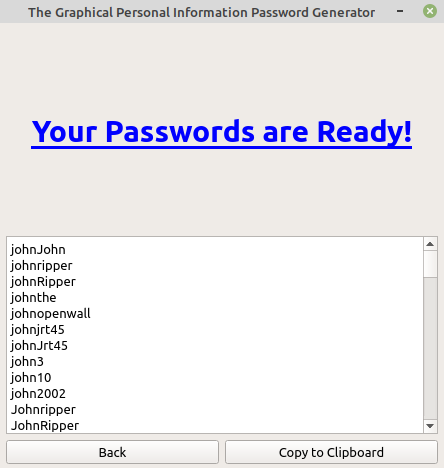 The Graphical Personal Information Password Generator
Your Passwords are Ready!
johnJohn
johnripper
johnRipper
johnthe
johnopenwall
johnjrt45
johnJrt45
john3
john10
john2002
Johnripper
JohnRipper
Back
Copy to Clipboard